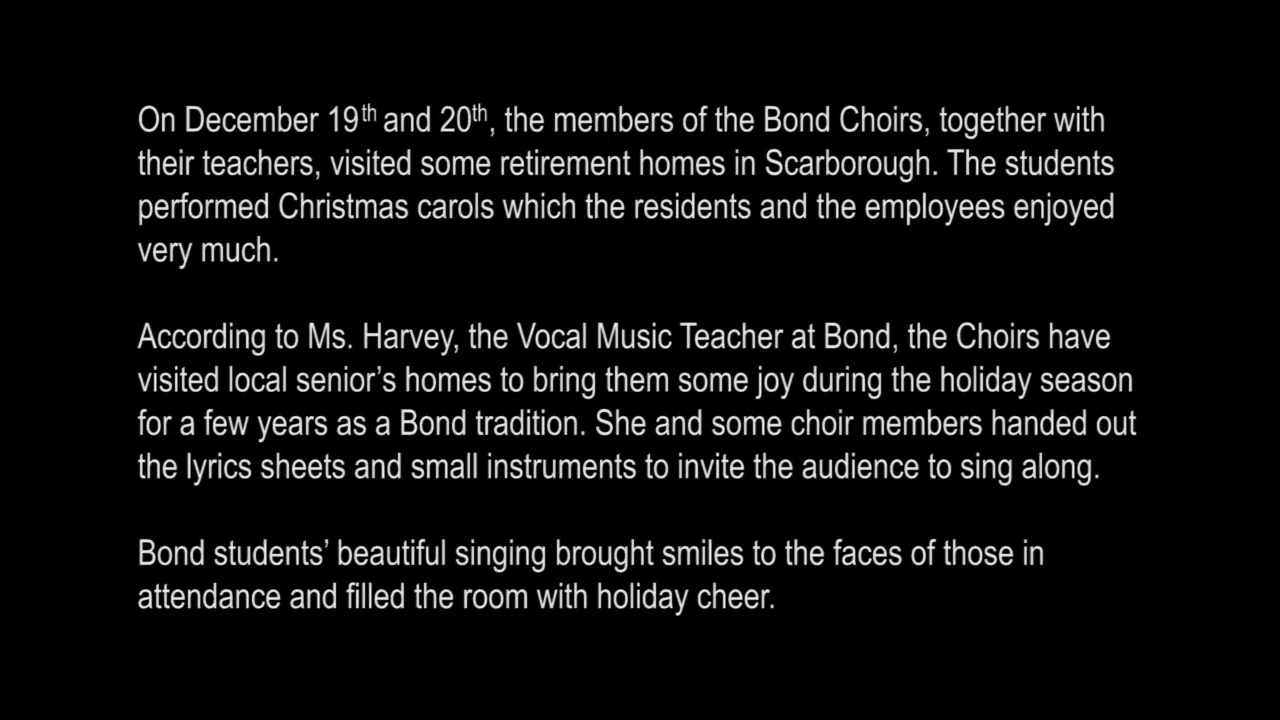 On December 19th and 20th, the members of the Bond Choirs, together with
their teachers, visited some retirement homes in Scarborough. The students
performed Christmas carols which the residents and the employees enjoyed
very much.
According to Ms. Harvey, the Vocal Music Teacher at Bond, the Choirs have
visited local senior’s homes to bring them some joy during the holiday season
for a few years as a Bond tradition. She and some choir members handed out
the lyrics sheets and small instruments to invite the audience to sing along.
Bond students’ beautiful singing brought smiles to the faces of those in
attendance and filled the room with holiday cheer.